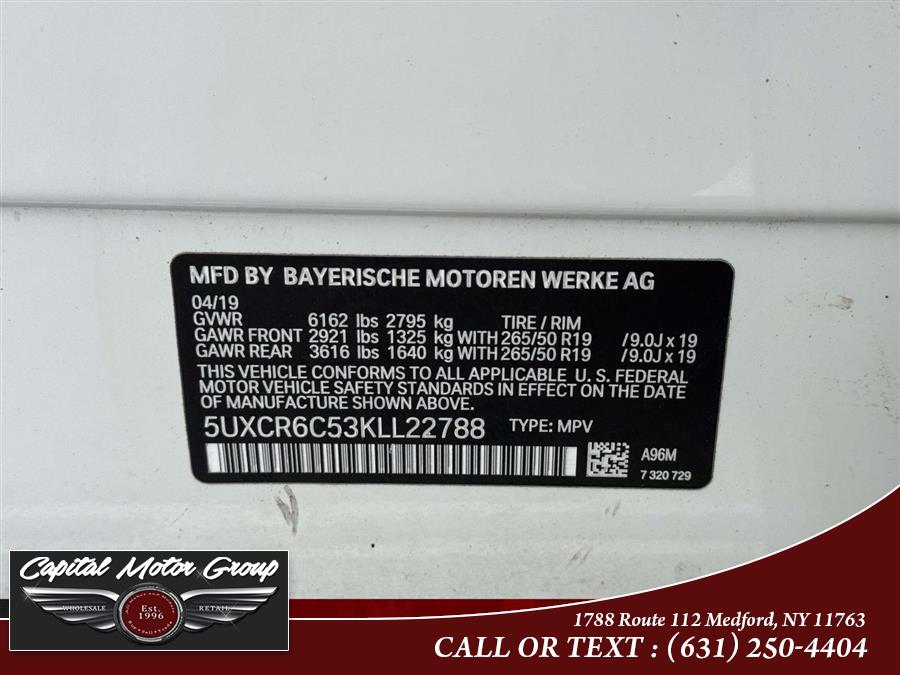 MFD BY BAYERISCHE MOTOREN WERKE AG
04/19
GVWR 6162 lbs 2795 kg TIRE / RIM
GAWR FRONT 2921 lbs 1325 kg WITH 265/50 R19 /9.0J x 19
GAWR REAR 3616 lbs 1640 kg WITH 265/50 R19 /9.0J x 19
THIS VEHICLE CONFORMS TO ALL APPLICABLE U. S. FEDERAL
MOTOR VEHICLE SAFETY STANDARDS IN EFFECT ON THE DATE
OF MANUFACTURE SHOWN ABOVE.
5UXCR6C53KLL22788 TYPE: MPV
A96M
7 320 729
Capital Motor Group
WHOLESALE Est. RETAIL
1996
Buy • Sell • Trade
1788 Route 112 Medford, NY 11763
CALL OR TEXT : (631) 250-4404